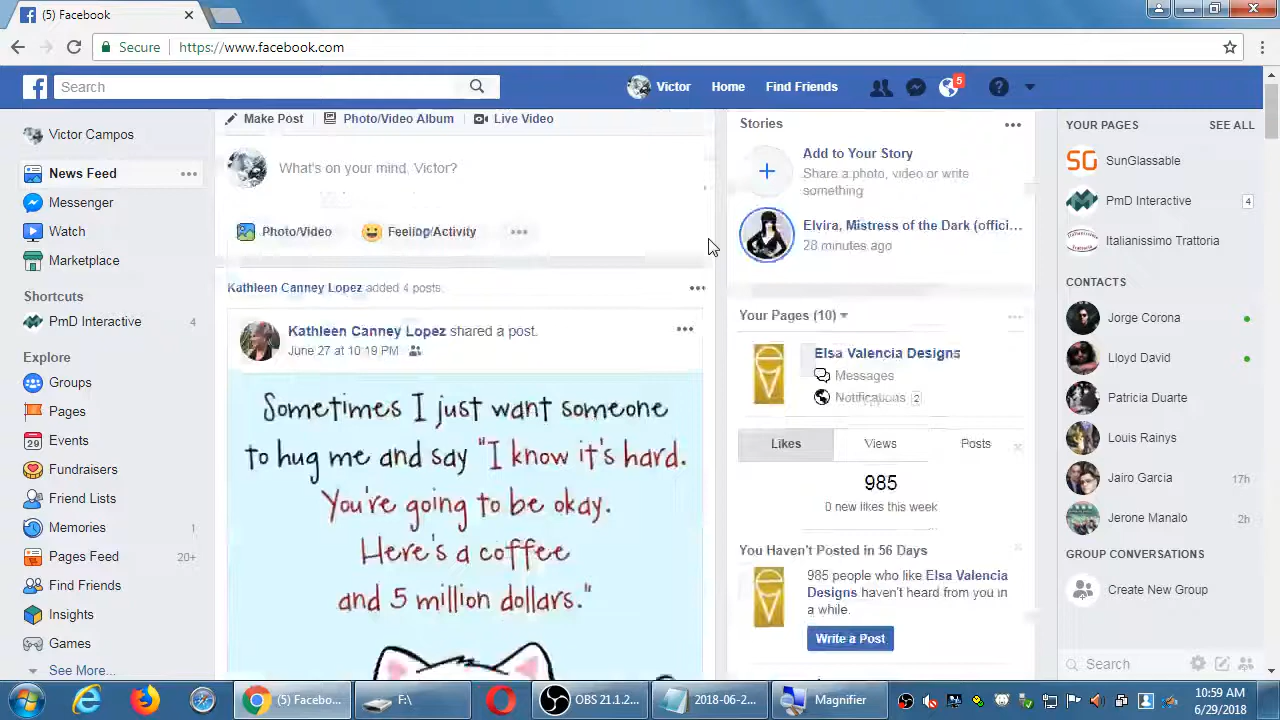 (5) Facebook
Secure
https://www.facebook.com
Search
Victor
Home
Find Friends
5
Victor Campos
News Feed
Messenger
Watch
Marketplace
Shortcuts
PmD Interactive 4
Explore
Groups
Pages
Events
Fundraisers
Friend Lists
Memories 1
Pages Feed 20+
Find Friends
Insights
Games
See More...
Make Post
Photo/Video Album
Live Video
What's on your mind, Victor?
Photo/Video
Feeling/Activity
Kathleen Canney Lopez added 4 posts.
Kathleen Canney Lopez shared a post.
June 27 at 10:19 PM
Sometimes I just want someone
to hug me and say "I know it's hard.
You're going to be okay.
Here's a coffee
and 5 million dollars."
Stories
Add to Your Story
Share a photo, video or write
something
Elvira, Mistress of the Dark (offici...
28 minutes ago
Your Pages (10)
Elsa Valencia Designs
Messages
Notifications 2
Likes
Views
Posts
985
0 new likes this week
You Haven't Posted in 56 Days
985 people who like Elsa Valencia
Designs haven't heard from you in
a while.
Write a Post
YOUR PAGES
SEE ALL
SG
SunGlassable
PmD Interactive 4
Italianissimo Trattoria
CONTACTS
Jorge Corona
Lloyd David
Patricia Duarte
Louis Rainys
Jairo Garcia 17h
Jerone Manalo 2h
GROUP CONVERSATIONS
Create New Group
Search
(5) Facebo...
F:\
OBS 21.1.2...
2018-06-2...
Magnifier
10:59 AM
6/29/2018